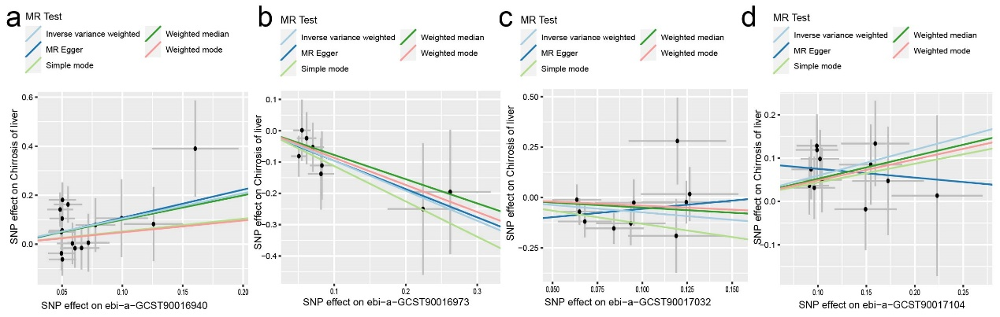 a
MR Test
Inverse variance weighted
Weighted median
MR Egger
Weighted mode
Simple mode
SNP effect on Chirrosis of liver
0.6
0.4
0.2
0.0
0.05
0.10
0.15
0.20
SNP effect on ebi-a-GCST90016940
b
MR Test
Inverse variance weighted
Weighted median
MR Egger
Weighted mode
Simple mode
SNP effect on Chirrosis of liver
0.1
0.0
−0.1
−0.2
−0.3
−0.4
0.1
0.2
0.3
SNP effect on ebi-a-GCST90016973
c
MR Test
Inverse variance weighted
Weighted median
MR Egger
Weighted mode
Simple mode
SNP effect on Chirrosis of liver
0.50
0.25
0.00
−0.25
0.050
0.075
0.100
0.125
0.150
SNP effect on ebi-a-GCST90017032
d
MR Test
Inverse variance weighted
Weighted median
MR Egger
Weighted mode
Simple mode
SNP effect on Chirrosis of liver
0.2
0.1
0.0
−0.1
0.10
0.15
0.20
0.25
SNP effect on ebi-a-GCST90017104